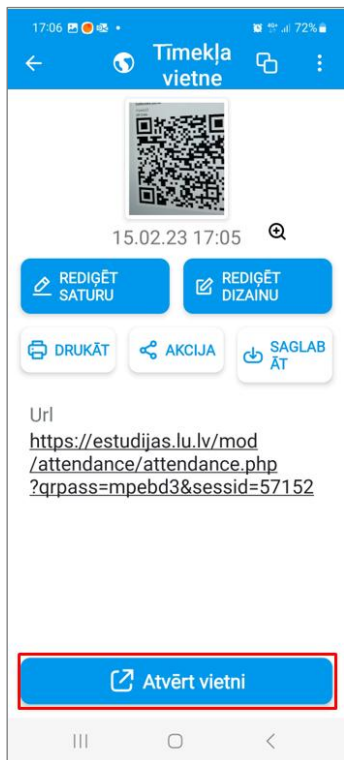 17:06
72%
Tīmekļa
vietne
15.02.23 17:05
REDIĢĒT
SATURU
REDIĢĒT
DIZAINU
DRUKĀT
AKCIJA
SAGLAB
ĀT
Url
https://estudijas.lu.lv/mod
/attendance/attendance.php
?qrpass=mpebd3&sessid=57152
Atvērt vietni